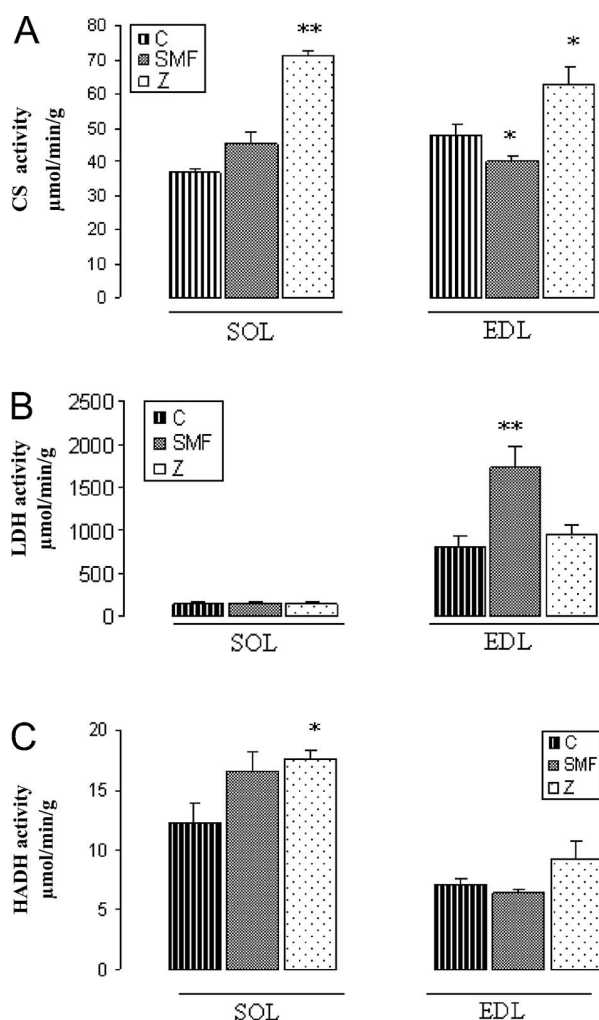 A
CS activity
µmol/min/g
80
70
60
50
40
30
20
10
0
C
SMF
Z
**
*
*
SOL
EDL
B
LDH activity
µmol/min/g
2500
2000
1500
1000
500
0
C
SMF
Z
**
SOL
EDL
C
HADH activity
µmol/min/g
20
15
10
5
0
*
C
SMF
Z
SOL
EDL